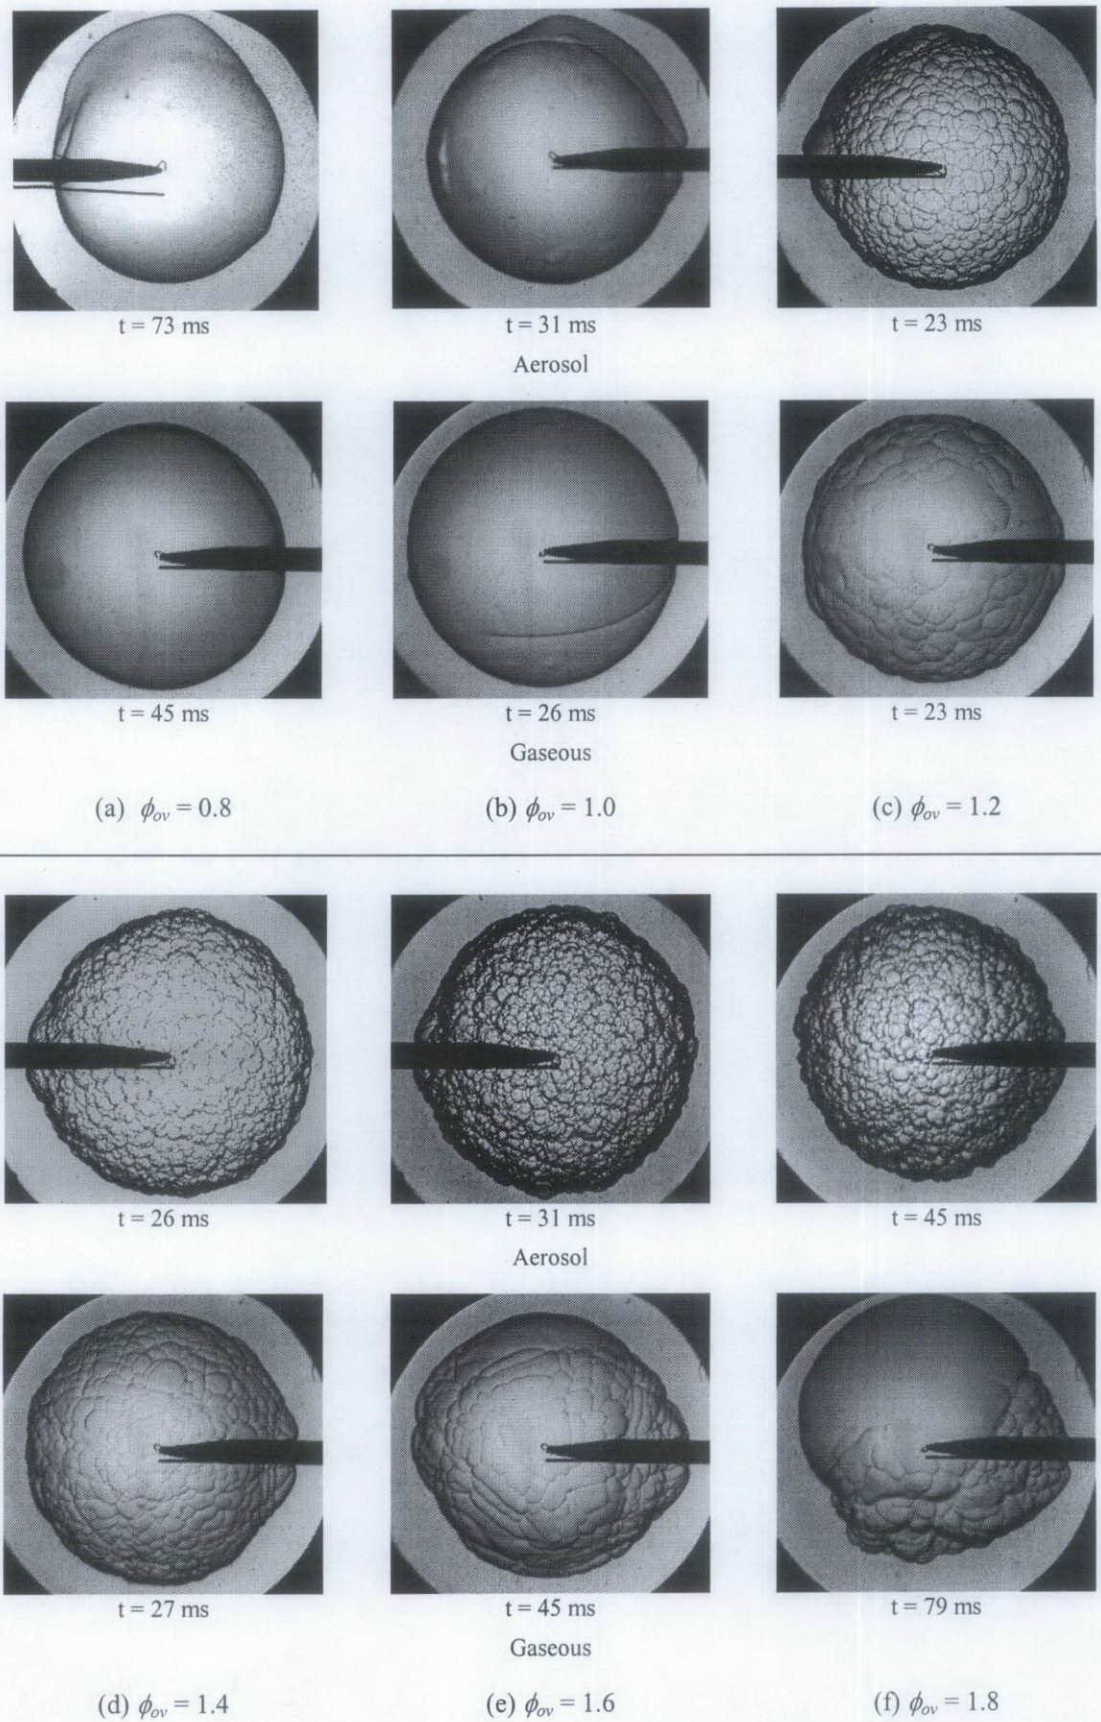 t = 73 ms
t = 31 ms
t = 23 ms
Aerosol
t = 45 ms
t = 26 ms
t = 23 ms
Gaseous
(a) ϕov = 0.8
(b) ϕov = 1.0
(c) ϕov = 1.2
t = 26 ms
t = 31 ms
t = 45 ms
Aerosol
t = 27 ms
t = 45 ms
t = 79 ms
Gaseous
(d) ϕov = 1.4
(e) ϕov = 1.6
(f) ϕov = 1.8